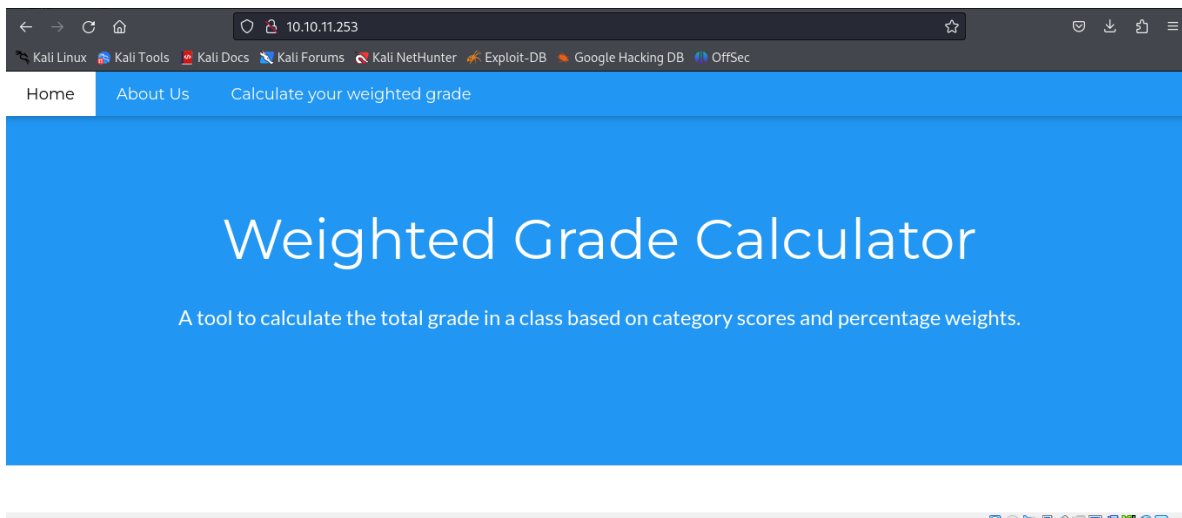 10.10.11.253
Kali Linux Kali Tools Kali Docs Kali Forums Kali NetHunter Exploit-DB Google Hacking DB OffSec
Home About Us Calculate your weighted grade
Weighted Grade Calculator
A tool to calculate the total grade in a class based on category scores and percentage weights.